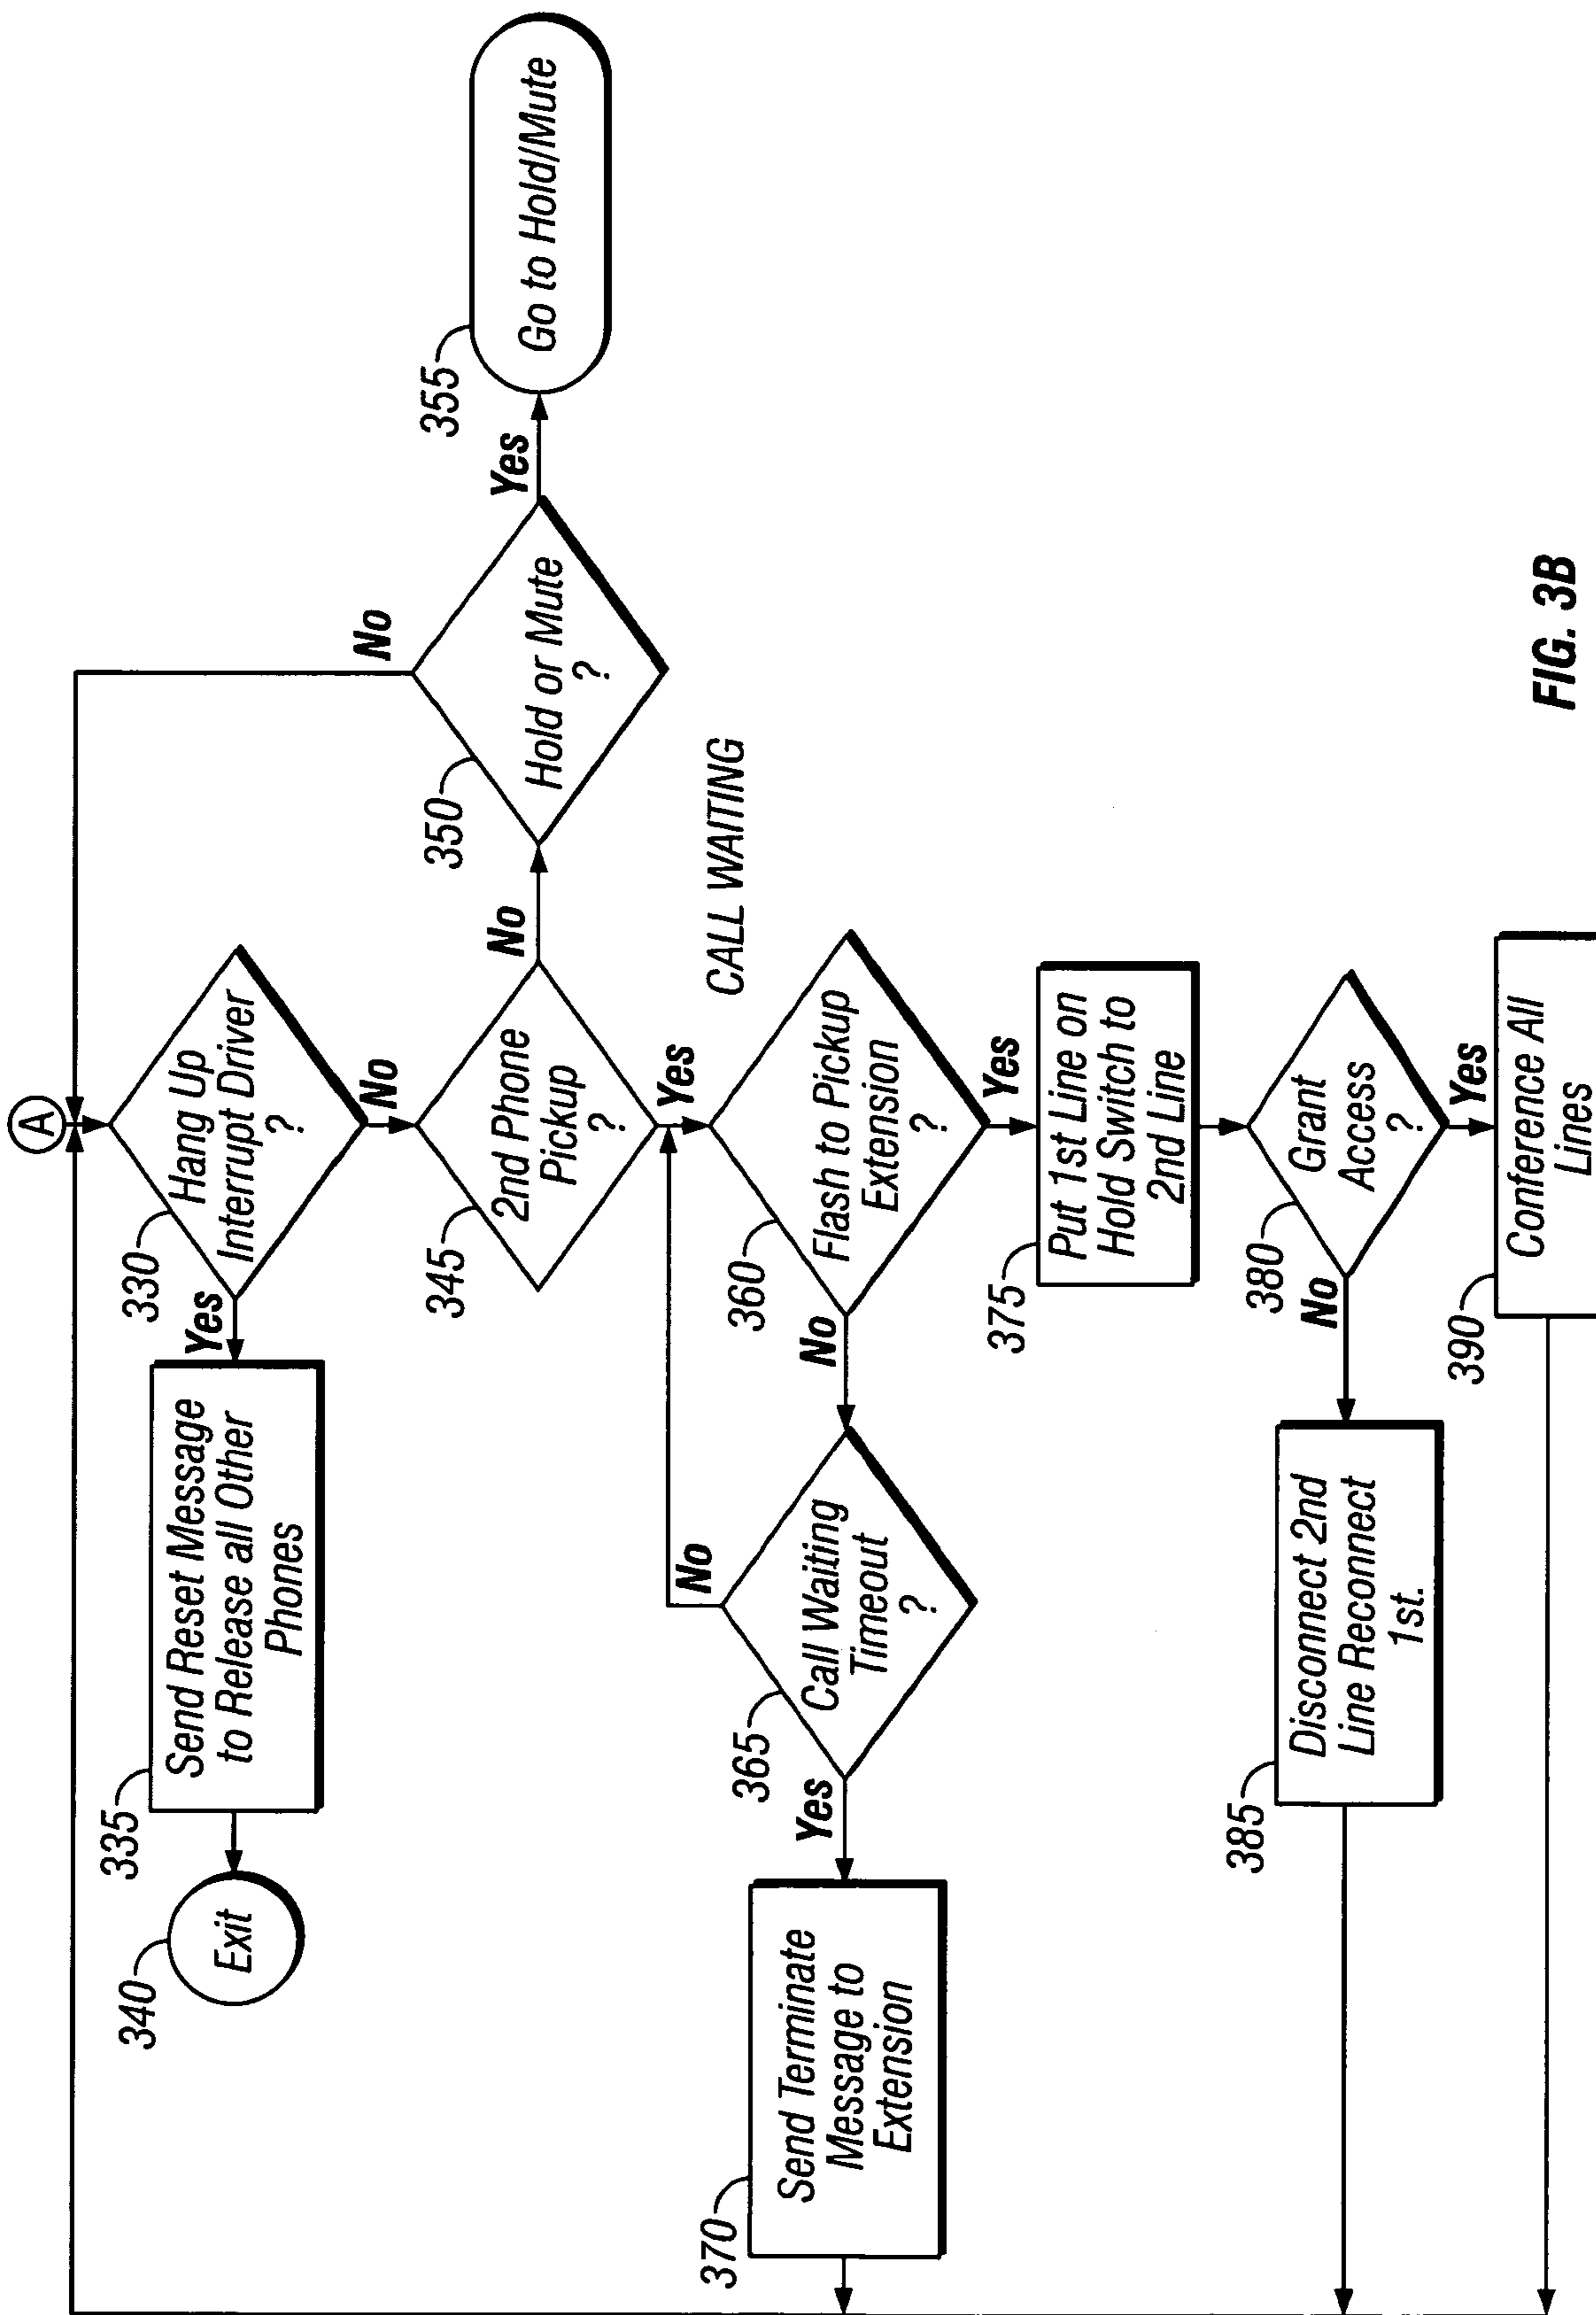 A
330
Hang Up
Interrupt Driver
?
Yes
No
335
Send Reset Message
to Release all Other
Phones
340
Exit
345
2nd Phone
Pickup
?
No
Yes
350
Hold or Mute
?
No
Yes
355
Go to Hold/Mute
CALL WAITING
360
Flash to Pickup
Extension
?
No
Yes
365
Call Waiting
Timeout
?
No
Yes
370
Send Terminate
Message to
Extension
375
Put 1st Line on
Hold Switch to
2nd Line
380
Grant
Access
?
No
Yes
385
Disconnect 2nd
Line Reconnect
1st.
390
Conference All
Lines
FIG. 3B